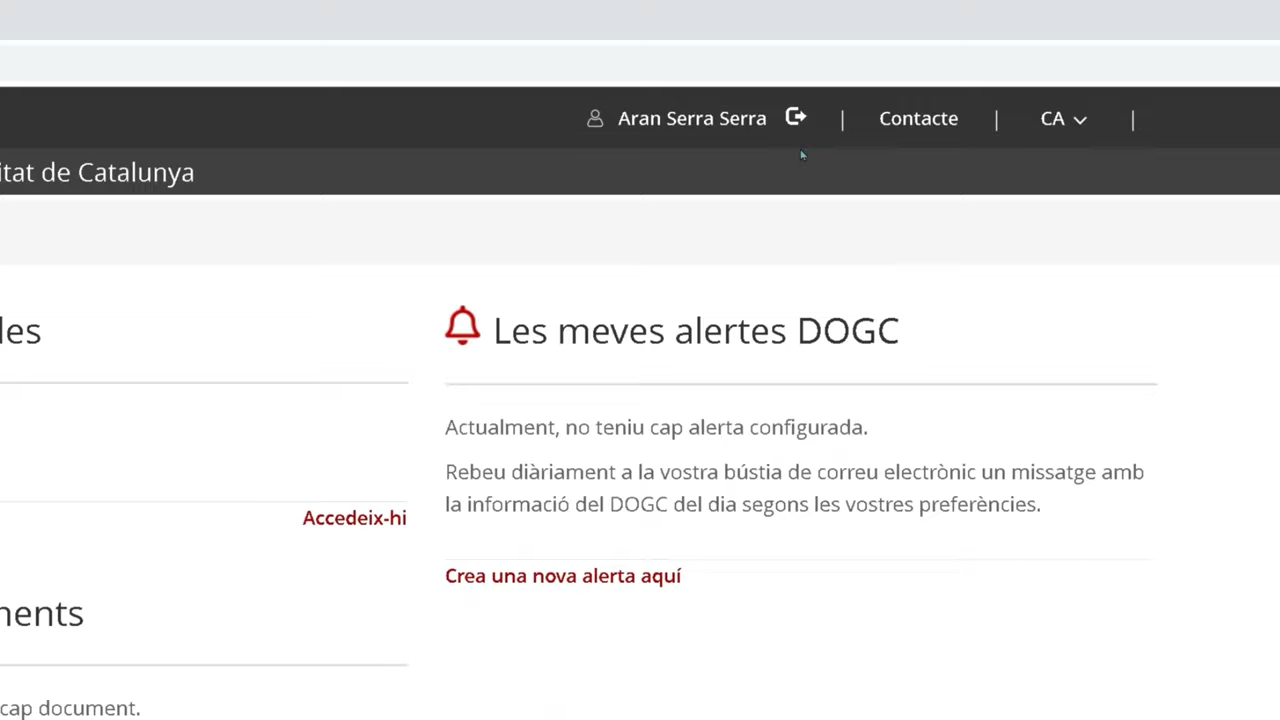 Aran Serra Serra | Contacte | CA |
itat de Catalunya
les
Les meves alertes DOGC
Actualment, no teniu cap alerta configurada.
Rebeu diàriament a la vostra bústia de correu electrònic un missatge amb
la informació del DOGC del dia segons les vostres preferències.
Accedeix-hi
Crea una nova alerta aquí
nents
cap document.